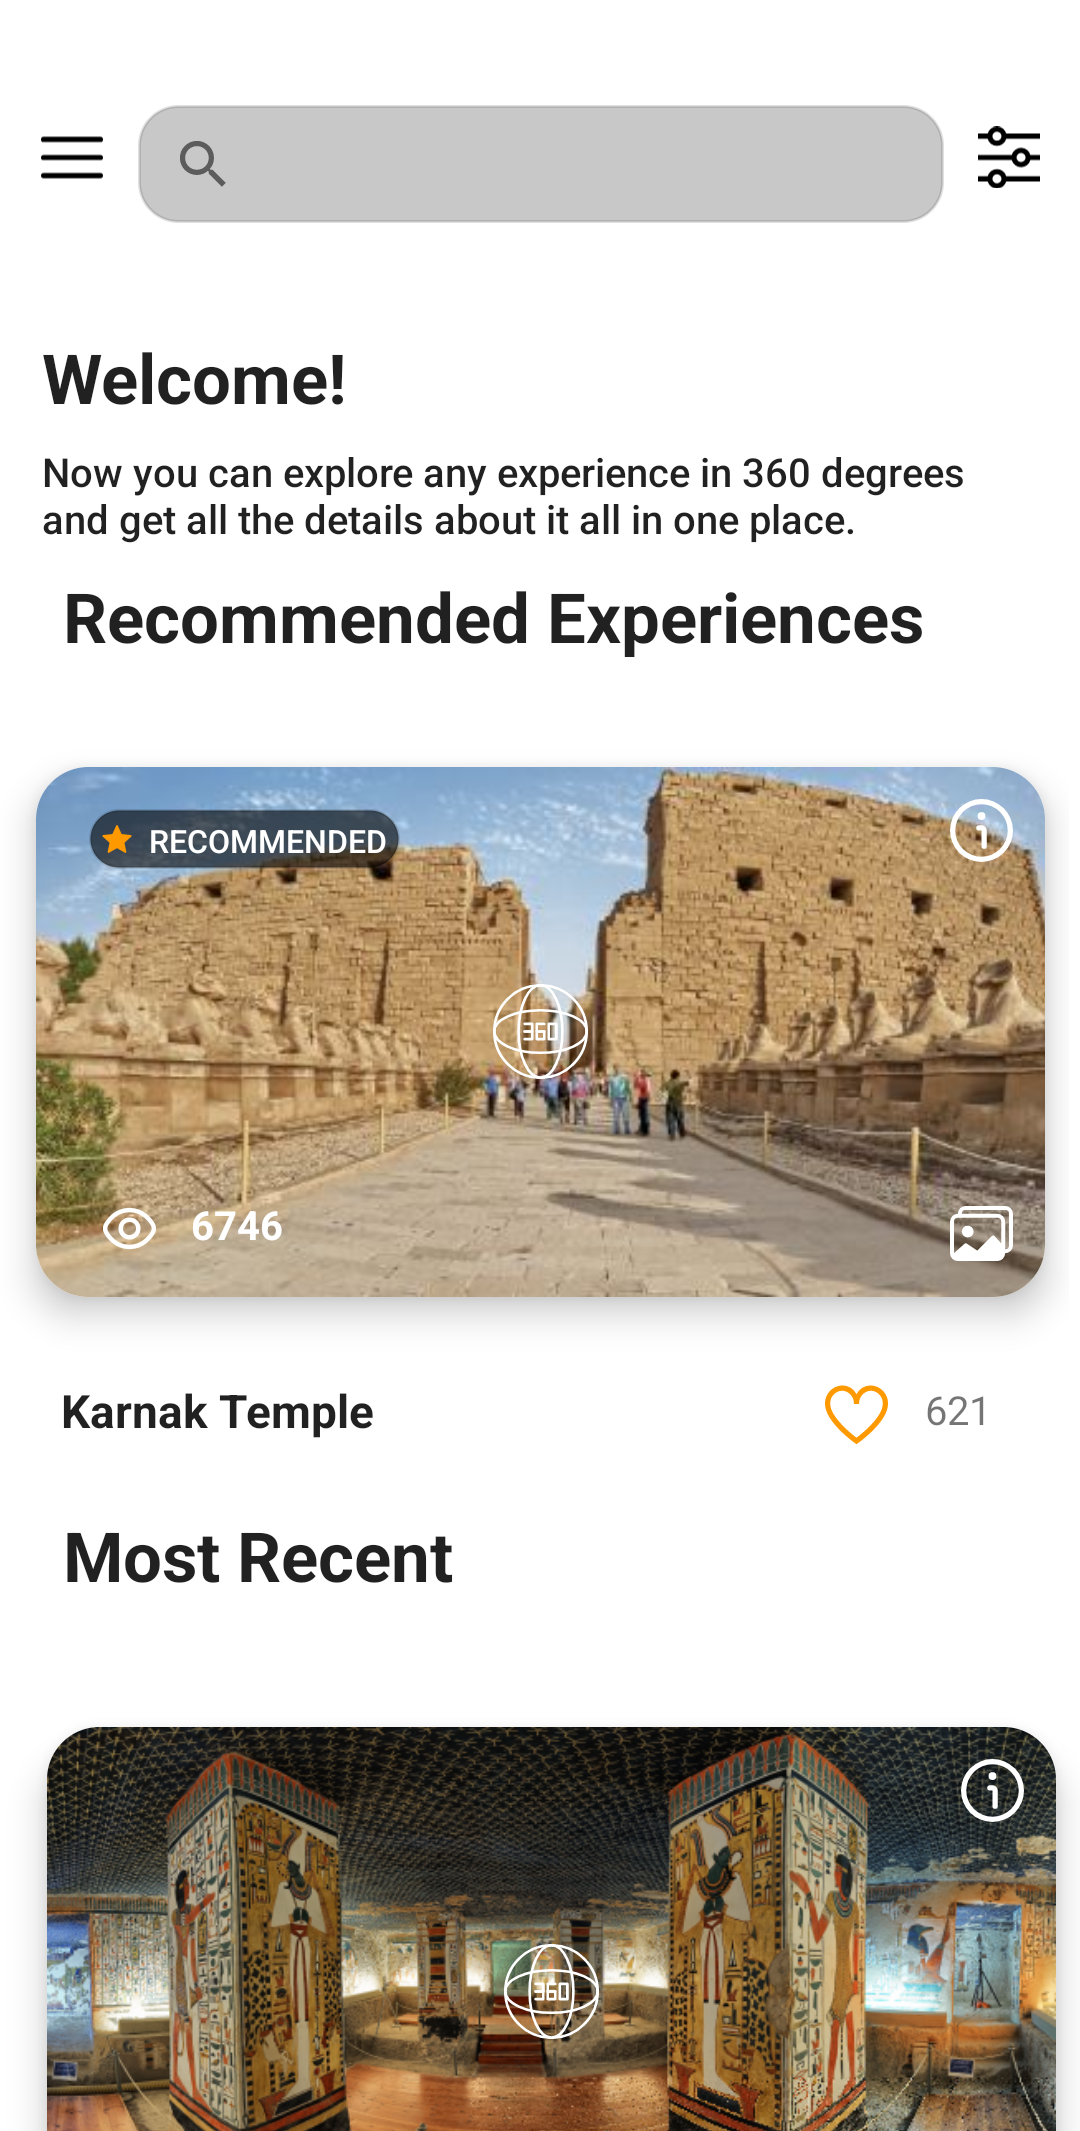 Welcome!
Now you can explore any experience in 360 degrees
and get all the details about it all in one place.
Recommended Experiences
RECOMMENDED
360
6746
Karnak Temple
621
Most Recent
360